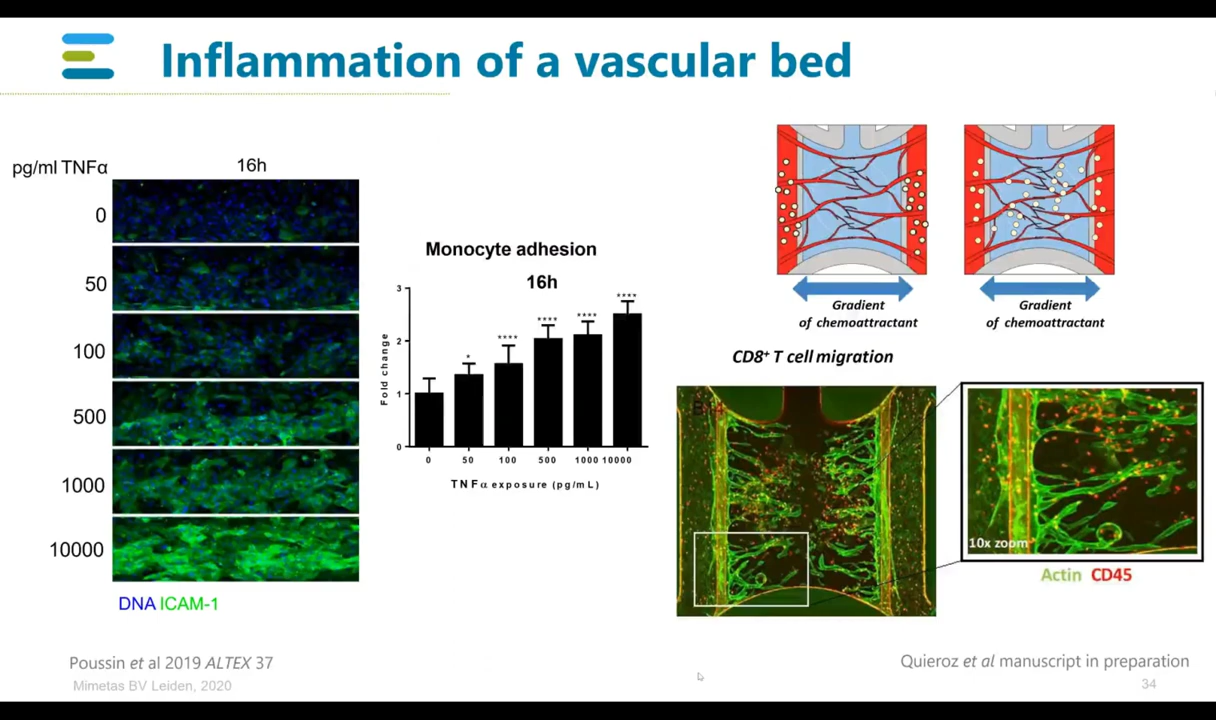 Inflammation of a vascular bed
pg/ml TNFα
16h
0
50
100
500
1000
10000
DNA ICAM-1
Monocyte adhesion
16h
Fold change
3
2
1
0
*
****
****
****
****
0 50 100 500 1000 10000
TNFα exposure (pg/mL)
Gradient
of chemoattractant
Gradient
of chemoattractant
CD8+ T cell migration
10x zoom
Actin CD45
Poussin et al 2019 ALTEX 37
Quieroz et al manuscript in preparation
Mimetas BV Leiden, 2020
34